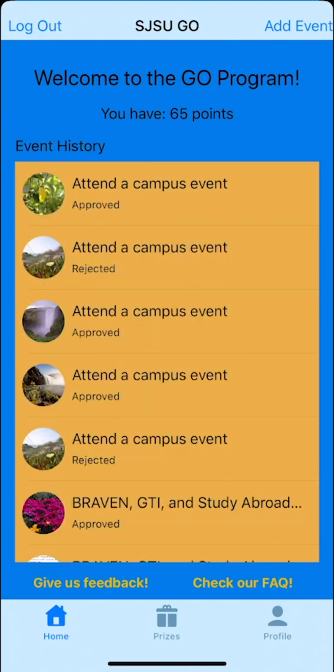 Log Out SJSU GO Add Event
Welcome to the GO Program!
You have: 65 points
Event History
Attend a campus event
Approved
Attend a campus event
Rejected
Attend a campus event
Approved
Attend a campus event
Approved
Attend a campus event
Rejected
BRAVEN, GTI, and Study Abroad...
Approved
Give us feedback! Check our FAQ!
Home Prizes Profile